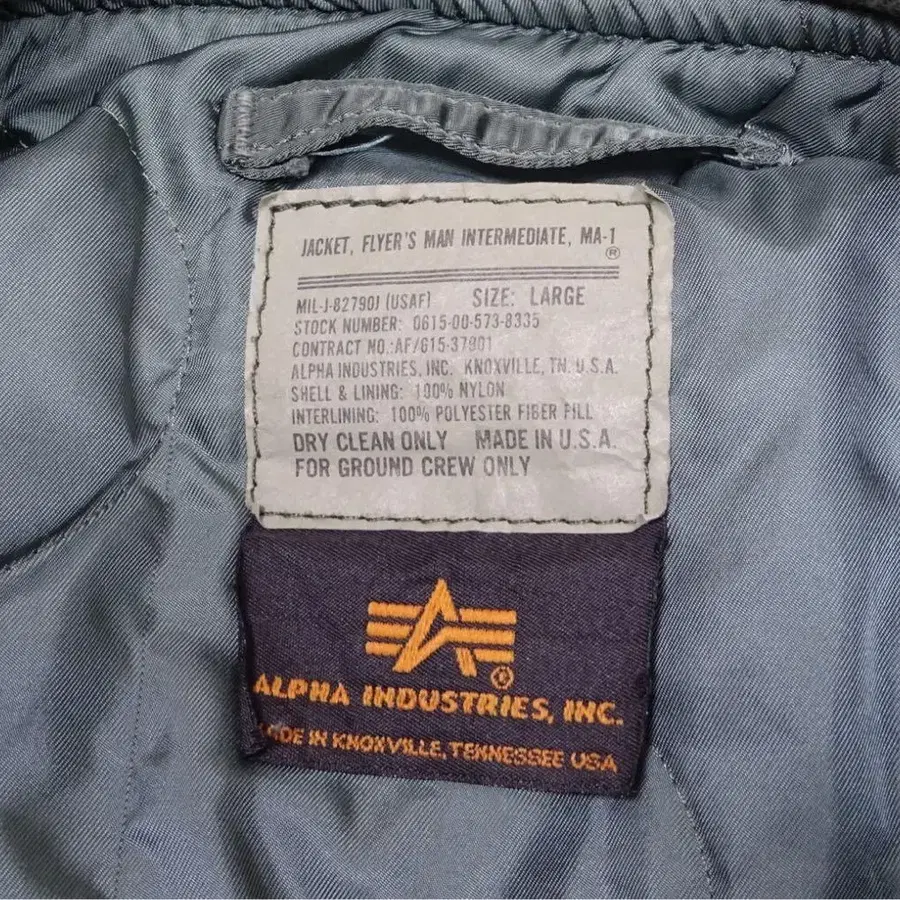 JACKET, FLYER'S MAN INTERMEDIATE, MA-1
®
MIL-J-82790J (USAF) SIZE: LARGE
STOCK NUMBER: 0615-00-573-8335
CONTRACT NO.:AF/615-37801
ALPHA INDUSTRIES, INC. KNOXVILLE, TN. U.S.A.
SHELL & LINING: 100% NYLON
INTERLINING: 100% POLYESTER FIBER FILL
DRY CLEAN ONLY MADE IN U.S.A.
FOR GROUND CREW ONLY
®
ALPHA INDUSTRIES, INC.
MADE IN KNOXVILLE, TENNESSEE USA